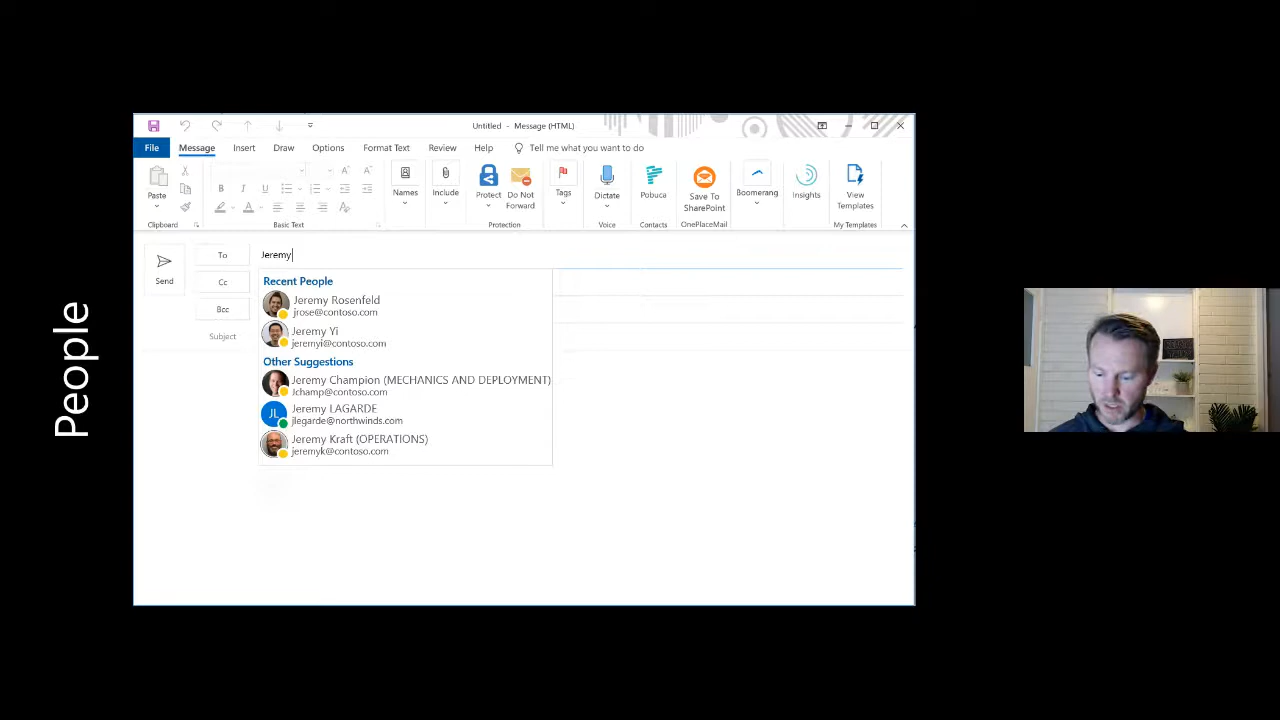 People
Untitled - Message (HTML)
File Message Insert Draw Options Format Text Review Help Tell me what you want to do
Paste
B I U
A
Names
Include
Protect
Do Not Forward
Tags
Dictate
Pobuca
Save To SharePoint
Boomerang
Insights
View Templates
Clipboard Basic Text Protection Voice Contacts OnePlaceMail My Templates
Send
To Jeremy
Cc
Bcc
Subject
Recent People
Jeremy Rosenfeld
jrose@contoso.com
Jeremy Yi
jeremyi@contoso.com
Other Suggestions
Jeremy Champion (MECHANICS AND DEPLOYMENT)
Jchamp@contoso.com
JL
Jeremy LAGARDE
jlegarde@northwinds.com
Jeremy Kraft (OPERATIONS)
jeremyk@contoso.com